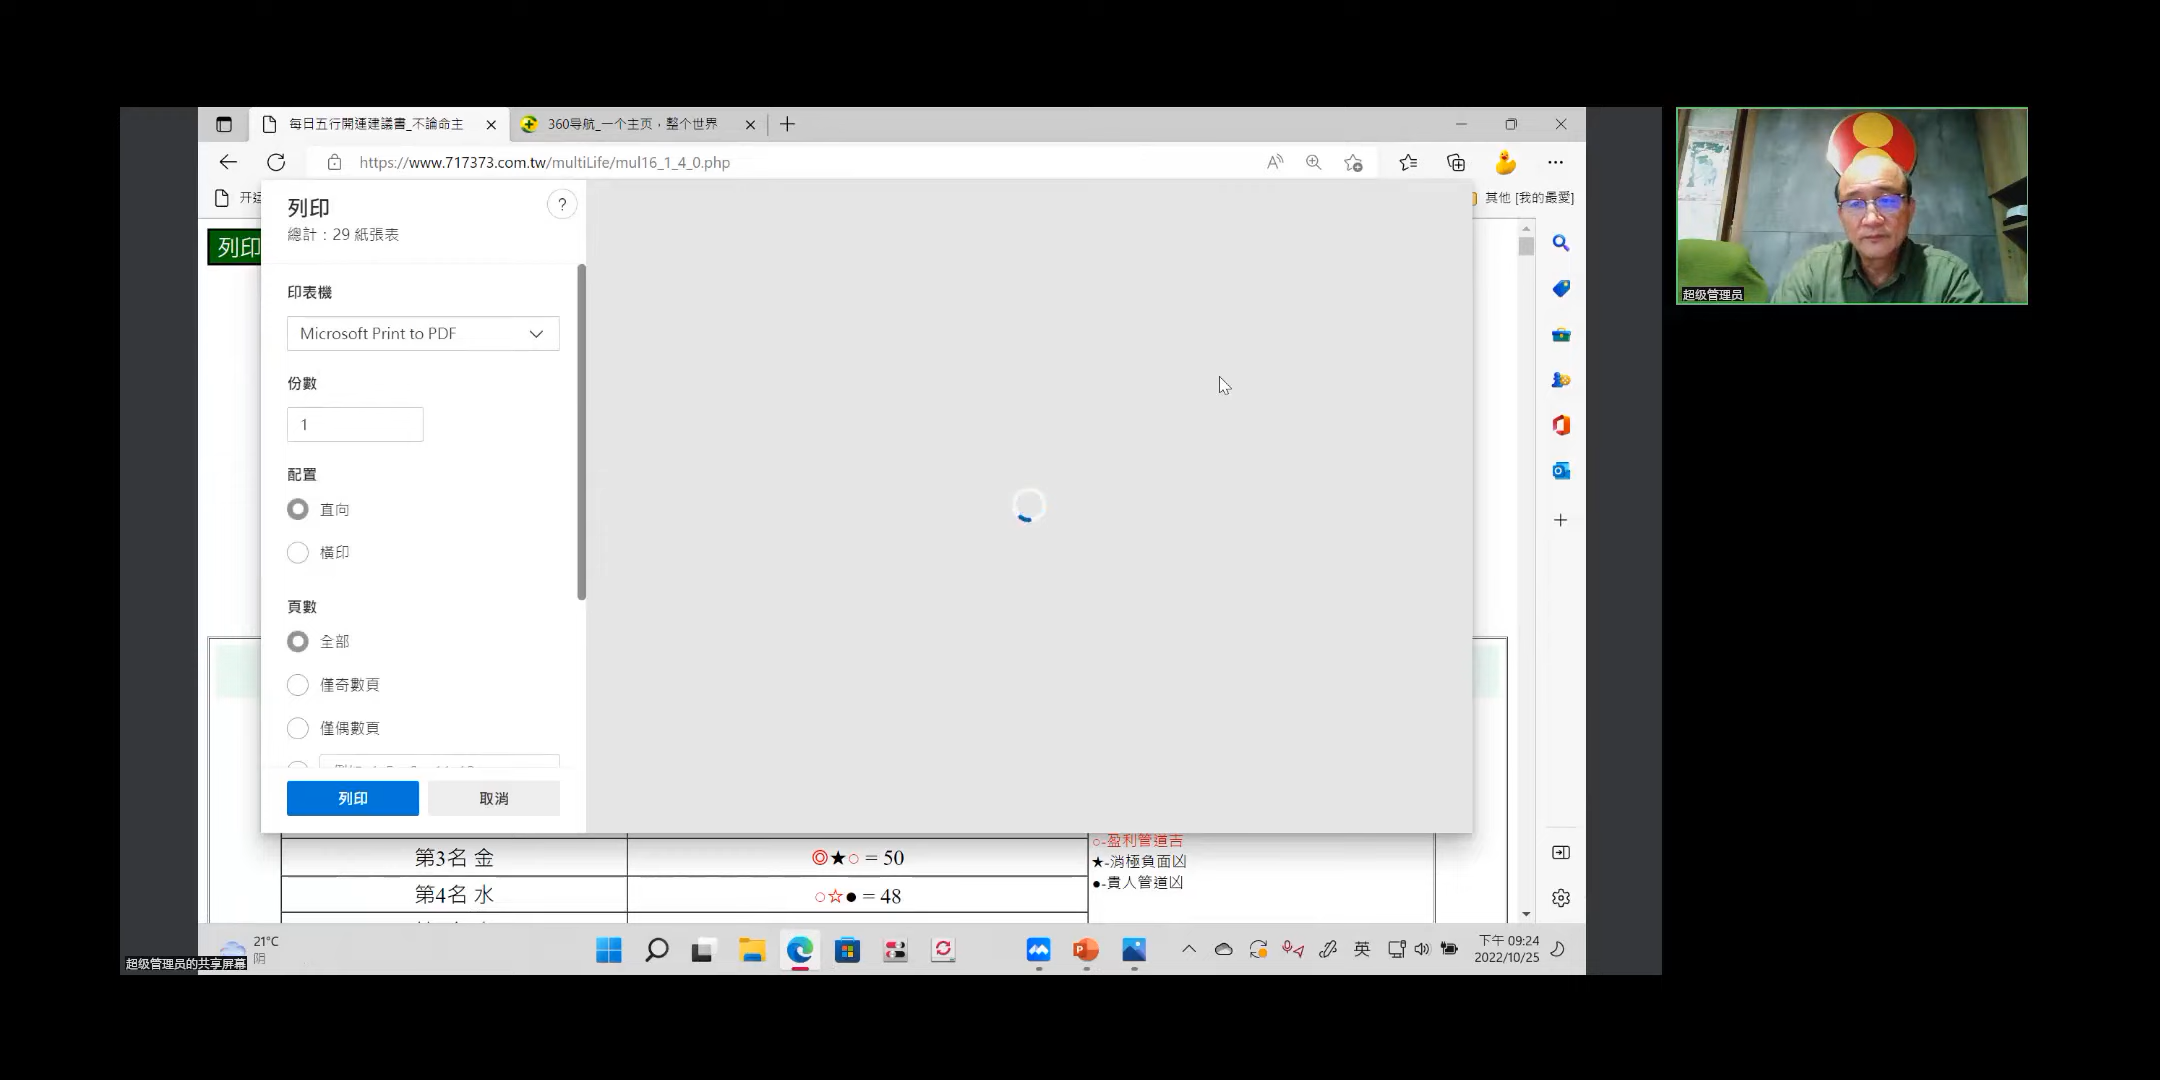 每日五行開運建議書_不論命主
360导航_一个主页，整个世界
https://www.717373.com.tw/multiLife/mul16_1_4_0.php
其他 [我的最愛]
列印
列印
總計：29 紙張表
?
印表機
Microsoft Print to PDF
份數
1
配置
直向
橫印
頁數
全部
僅奇數頁
僅偶數頁
列印
取消
○-盈利管道吉
第3名 金
◎★○ = 50
★-消極負面凶
第4名 水
○☆● = 48
●-貴人管道凶
21°C
阴
英
下午 09:24
2022/10/25
超级管理员的共享屏幕
超级管理员